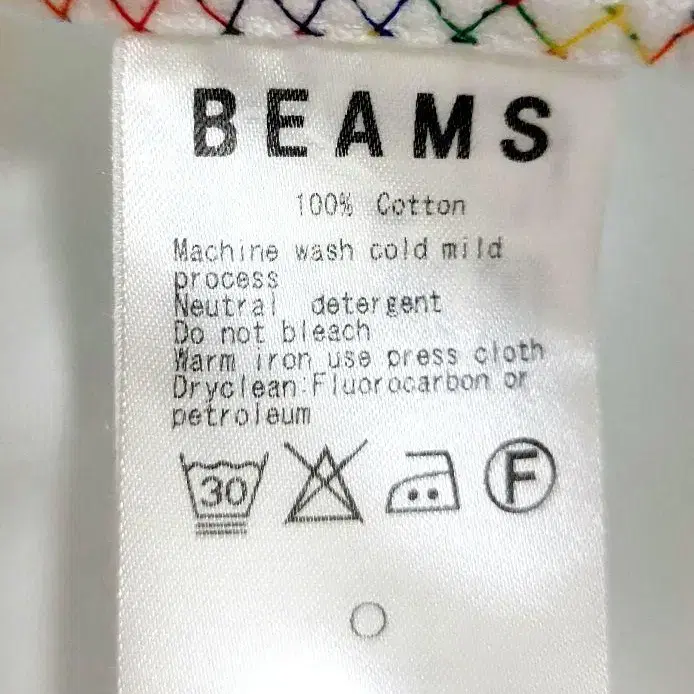 BEAMS
100% Cotton
Machine wash cold mild
process
Neutral detergent
Do not bleach
Warm iron use press cloth
Dryclean:Fluorocarbon or
petroleum
30 F